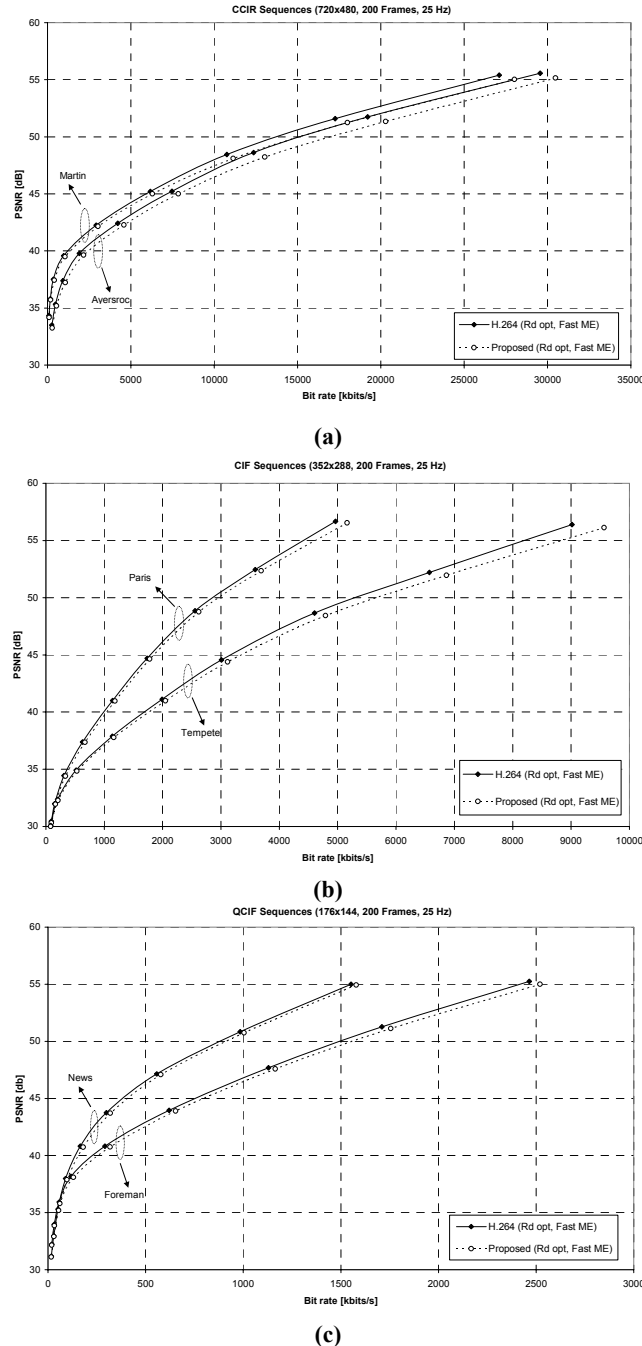 CCIR Sequences (720x480, 200 Frames, 25 Hz)
60
55
50
45
40
35
30
PSNR [dB]
Martin
Ayersroc
H.264 (Rd opt, Fast ME)
Proposed (Rd opt, Fast ME)
0 5000 10000 15000 20000 25000 30000 35000
Bit rate [kbits/s]
(a)
CIF Sequences (352x288, 200 Frames, 25 Hz)
60
55
50
45
40
35
30
PSNR [dB]
Paris
Tempete
H.264 (Rd opt, Fast ME)
Proposed (Rd opt, Fast ME)
0 1000 2000 3000 4000 5000 6000 7000 8000 9000 10000
Bit rate [kbits/s]
(b)
QCIF Sequences (176x144, 200 Frames, 25 Hz)
60
55
50
45
40
35
30
PSNR [db]
News
Foreman
H.264 (Rd opt, Fast ME)
Proposed (Rd opt, Fast ME)
0 500 1000 1500 2000 2500 3000
Bit rate [kbits/s]
(c)